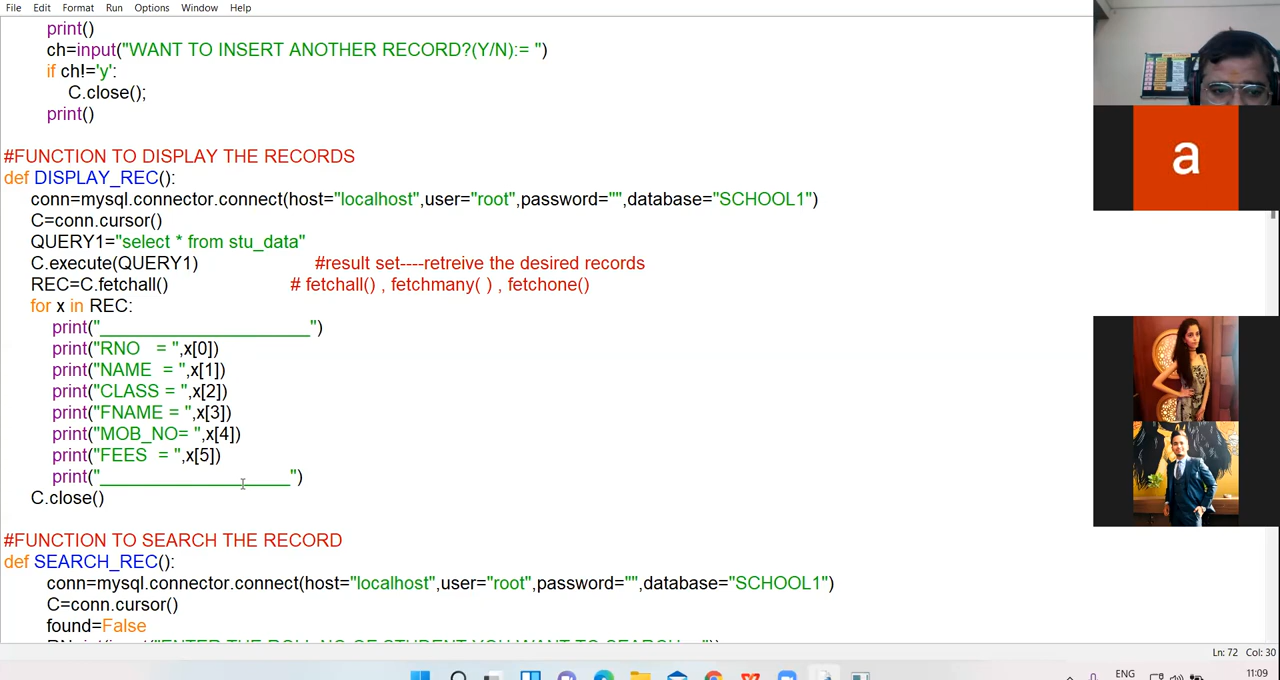 File Edit Format Run Options Window Help
print()
ch=input("WANT TO INSERT ANOTHER RECORD?(Y/N):= ")
if ch!='y':
C.close();
print()
#FUNCTION TO DISPLAY THE RECORDS
def DISPLAY_REC():
conn=mysql.connector.connect(host="localhost",user="root",password="",database="SCHOOL1")
C=conn.cursor()
QUERY1="select * from stu_data"
C.execute(QUERY1) #result set----retreive the desired records
REC=C.fetchall() # fetchall() , fetchmany( ) , fetchone()
for x in REC:
print("_____________________")
print("RNO = ",x[0])
print("NAME = ",x[1])
print("CLASS = ",x[2])
print("FNAME = ",x[3])
print("MOB_NO= ",x[4])
print("FEES = ",x[5])
print("___________________")
C.close()
#FUNCTION TO SEARCH THE RECORD
def SEARCH_REC():
conn=mysql.connector.connect(host="localhost",user="root",password="",database="SCHOOL1")
C=conn.cursor()
found=False
a
Ln: 72 Col: 30
ENG
11:09